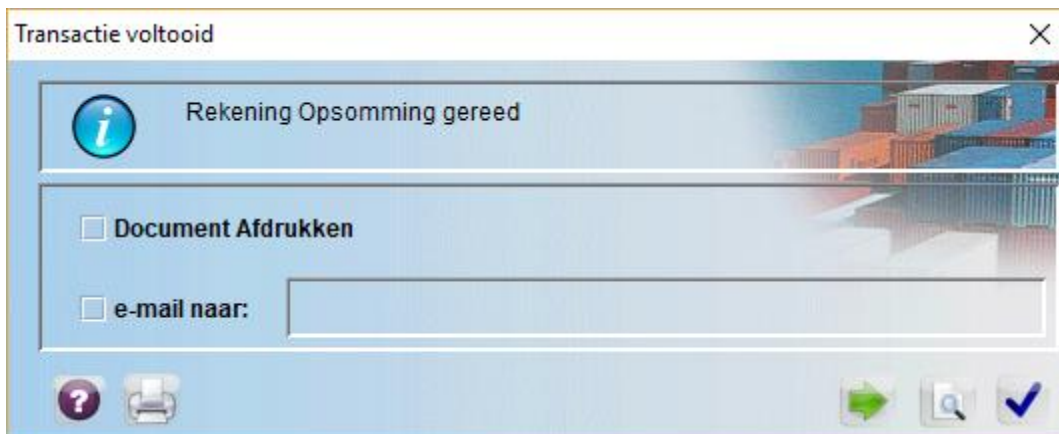 Transactie voltooid
Rekening Opsomming gereed
Document Afdrukken
e-mail naar: